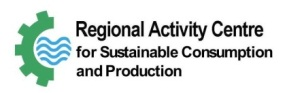 Regional Activity Centre
for Sustainable Consumption
and Production